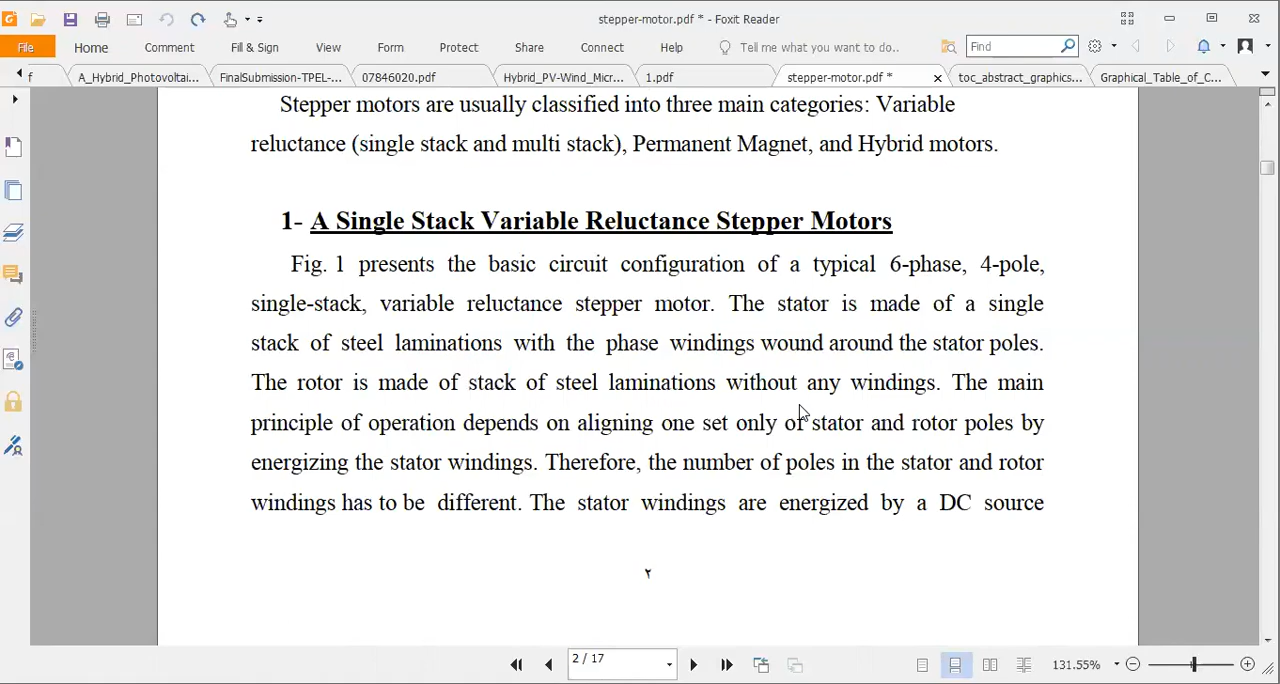 stepper-motor.pdf * - Foxit Reader
File Home Comment Fill & Sign View Form Protect Share Connect Help Tell me what you want to do.. Find
f A_Hybrid_Photovoltai... FinalSubmission-TPEL-... 07846020.pdf Hybrid_PV-Wind_Micr... 1.pdf stepper-motor.pdf * toc_abstract_graphics... Graphical_Table_of_C...
Stepper motors are usually classified into three main categories: Variable
reluctance (single stack and multi stack), Permanent Magnet, and Hybrid motors.
1- A Single Stack Variable Reluctance Stepper Motors
Fig. 1 presents the basic circuit configuration of a typical 6-phase, 4-pole,
single-stack, variable reluctance stepper motor. The stator is made of a single
stack of steel laminations with the phase windings wound around the stator poles.
The rotor is made of stack of steel laminations without any windings. The main
principle of operation depends on aligning one set only of stator and rotor poles by
energizing the stator windings. Therefore, the number of poles in the stator and rotor
windings has to be different. The stator windings are energized by a DC source
٢
2 / 17 131.55%